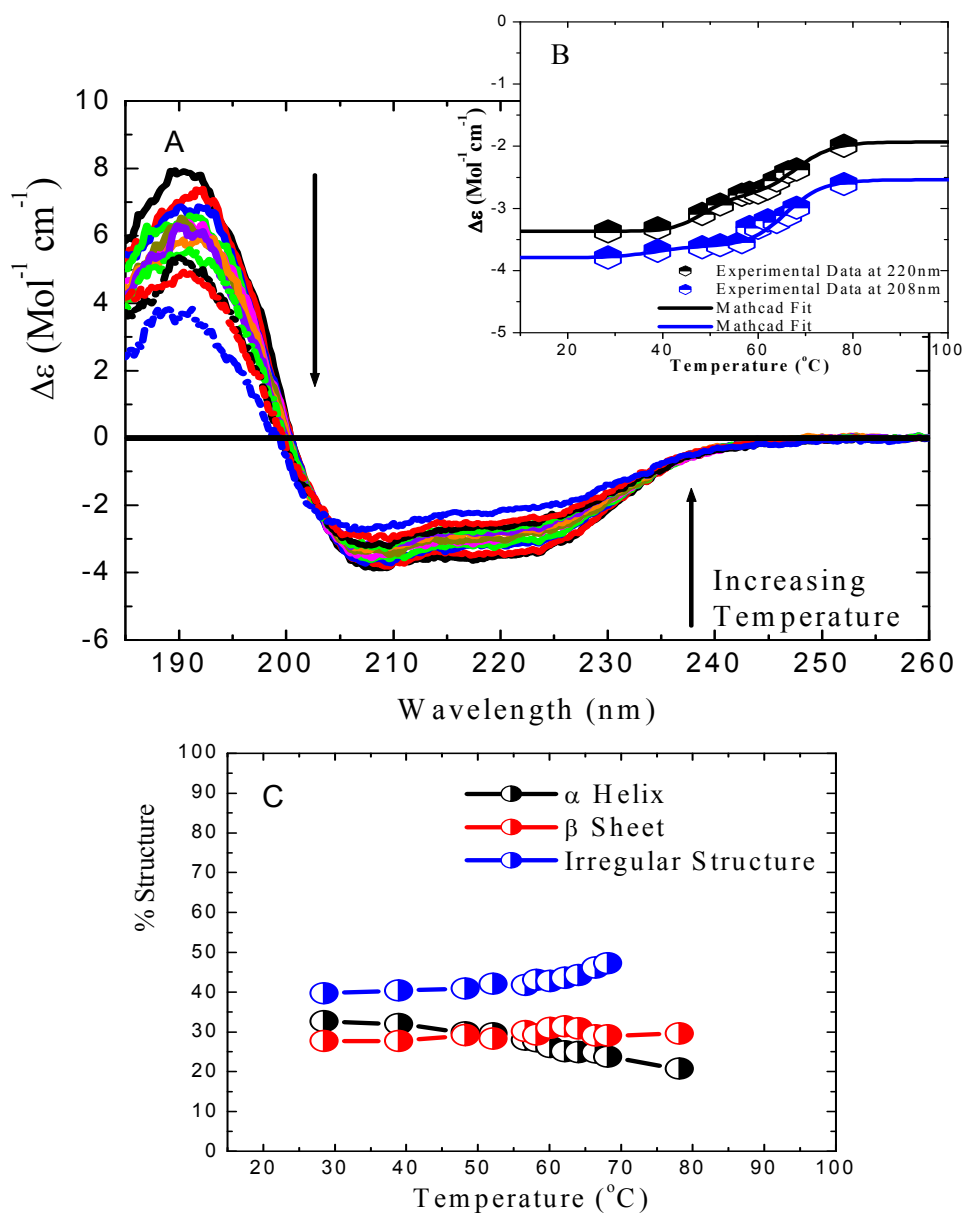 A
10
8
6
4
2
0
-2
-4
-6
Δε (Mol⁻¹ cm⁻¹)
190 200 210 220 230 240 250 260
Wavelength (nm)
Increasing
Temperature
B
0
-1
-2
-3
-4
-5
Δε (Mol⁻¹cm⁻¹)
Experimental Data at 220nm
Experimental Data at 208nm
Mathcad Fit
Mathcad Fit
20 40 60 80 100
Temperature (°C)
C
100
90
80
70
60
50
40
30
20
10
0
% Structure
α Helix
β Sheet
Irregular Structure
20 30 40 50 60 70 80 90 100
Temperature (°C)